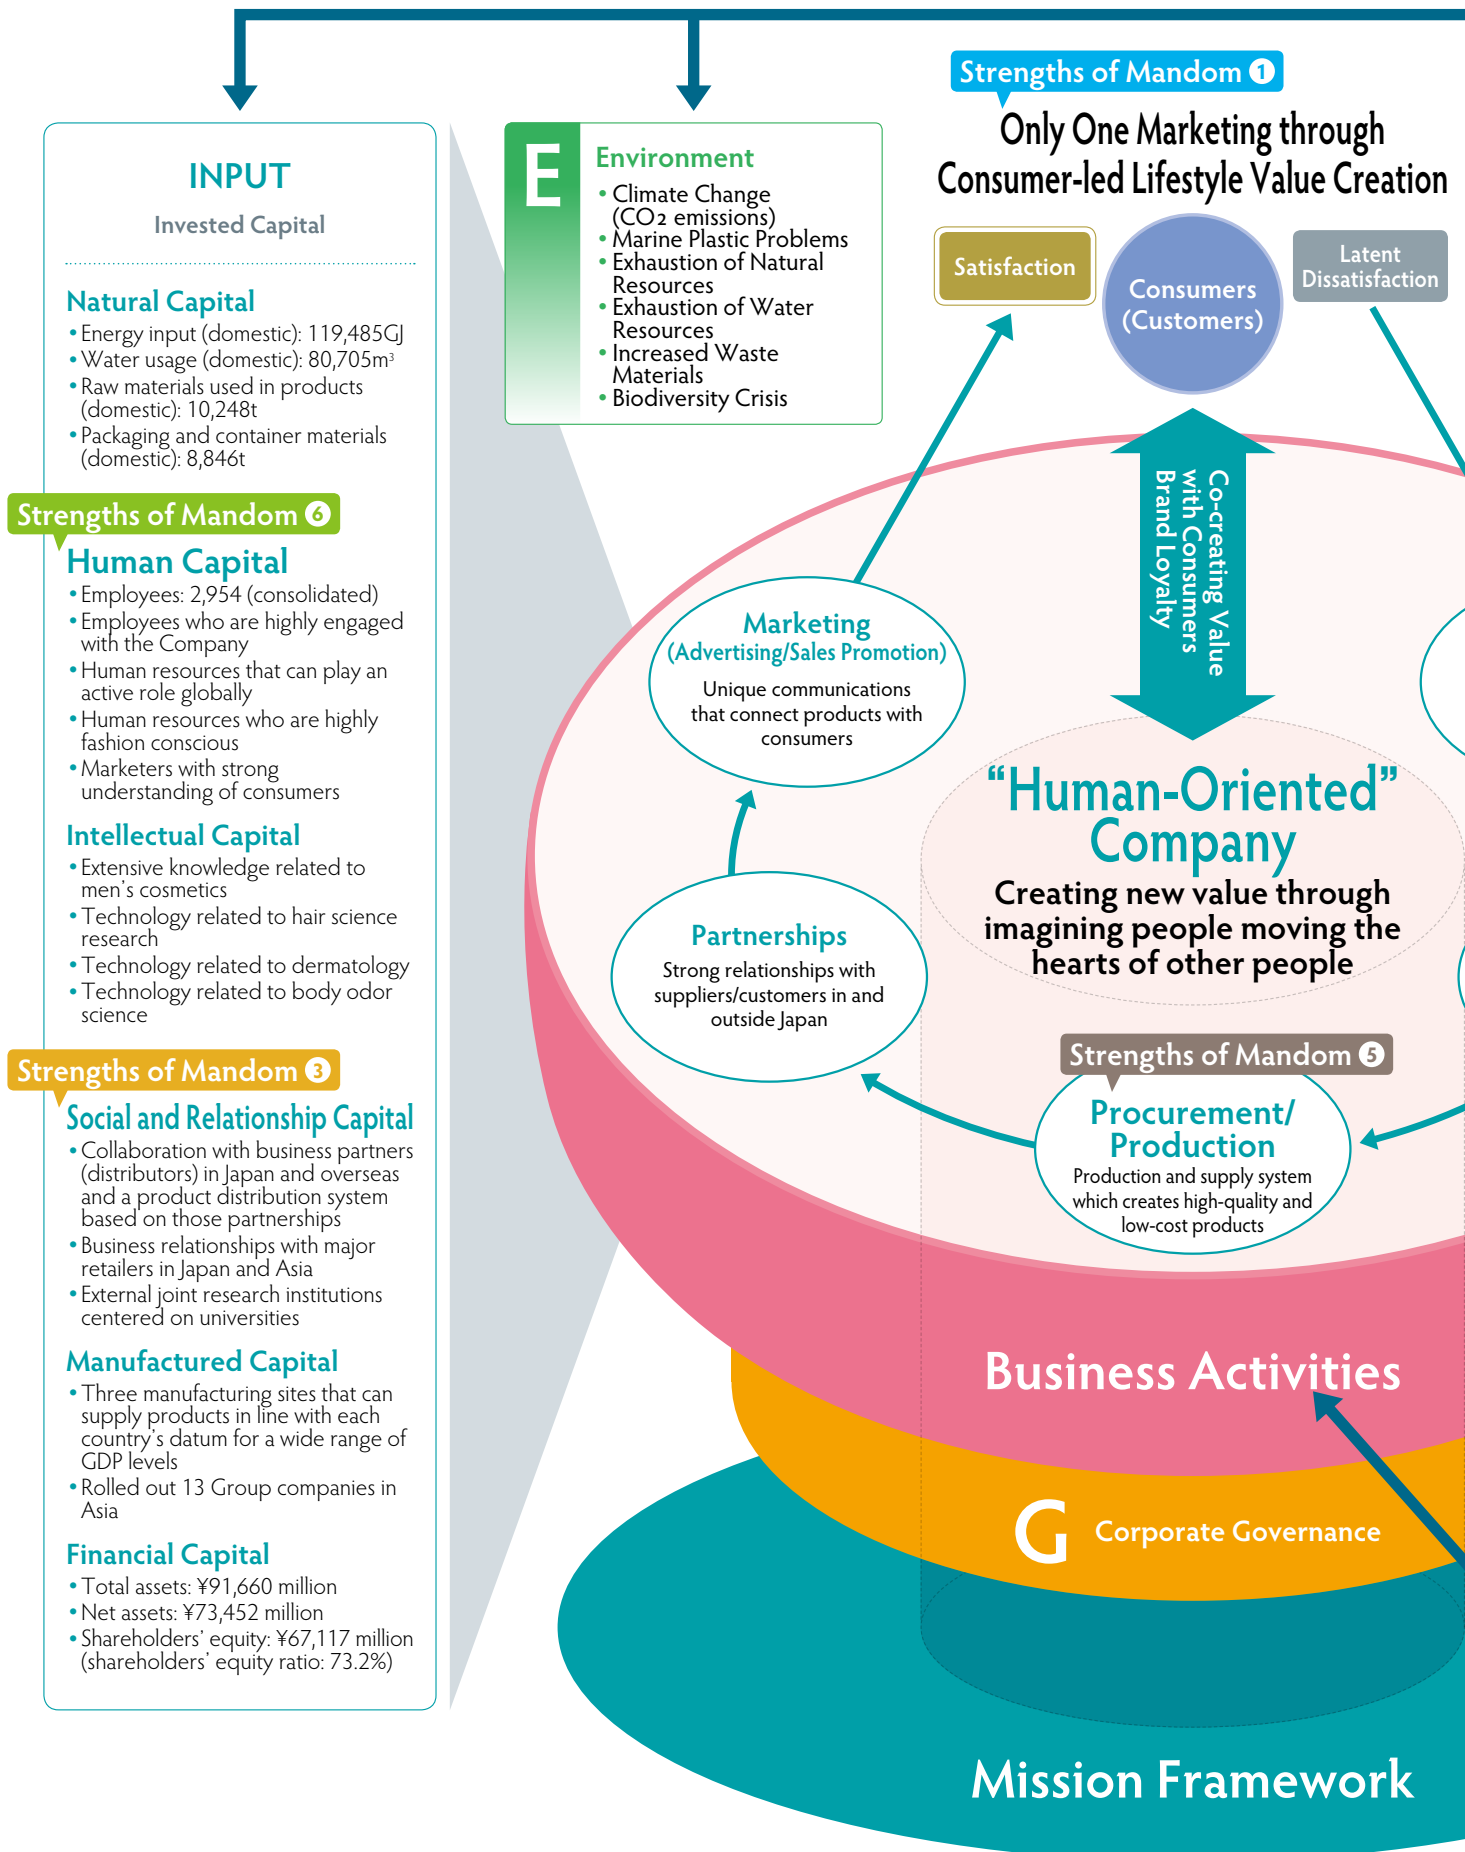 INPUT
Invested Capital
Natural Capital
• Energy input (domestic): 119,485GJ
• Water usage (domestic): 80,705m³
• Raw materials used in products
(domestic): 10,248t
• Packaging and container materials
(domestic): 8,846t
Strengths of Mandom 6
Human Capital
• Employees: 2,954 (consolidated)
• Employees who are highly engaged
with the Company
• Human resources that can play an
active role globally
• Human resources who are highly
fashion conscious
• Marketers with strong
understanding of consumers
Intellectual Capital
• Extensive knowledge related to
men's cosmetics
• Technology related to hair science
research
• Technology related to dermatology
• Technology related to body odor
science
Strengths of Mandom 3
Social and Relationship Capital
• Collaboration with business partners
(distributors) in Japan and overseas
and a product distribution system
based on those partnerships
• Business relationships with major
retailers in Japan and Asia
• External joint research institutions
centered on universities
Manufactured Capital
• Three manufacturing sites that can
supply products in line with each
country's datum for a wide range of
GDP levels
• Rolled out 13 Group companies in
Asia
Financial Capital
• Total assets: ¥91,660 million
• Net assets: ¥73,452 million
• Shareholders' equity: ¥67,117 million
(shareholders' equity ratio: 73.2%)
E
Environment
• Climate Change
(CO2 emissions)
• Marine Plastic Problems
• Exhaustion of Natural
Resources
• Exhaustion of Water
Resources
• Increased Waste
Materials
• Biodiversity Crisis
Strengths of Mandom 1
Only One Marketing through
Consumer-led Lifestyle Value Creation
Satisfaction
Consumers
(Customers)
Latent
Dissatisfaction
Co-creating Value
with Consumers
Brand Loyalty
Marketing
(Advertising/Sales Promotion)
Unique communications
that connect products with
consumers
"Human-Oriented"
Company
Creating new value through
imagining people moving the
hearts of other people
Partnerships
Strong relationships with
suppliers/customers in and
outside Japan
Strengths of Mandom 5
Procurement/
Production
Production and supply system
which creates high-quality and
low-cost products
Business Activities
G Corporate Governance
Mission Framework